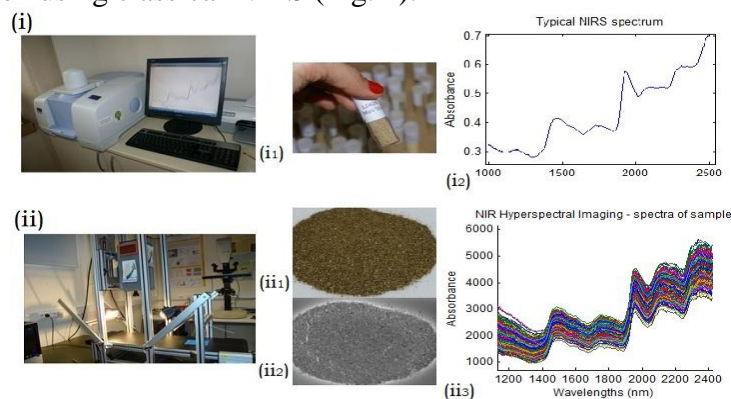 (i)
Typical NIRS spectrum
0.7
0.6
0.5
0.4
0.3
Absorbance
1000 1500 2000 2500
(i1)
(i2)
(ii)
NIR Hyperspectral Imaging - spectra of sample
6000
5000
4000
3000
2000
1000
Absorbance
1200 1400 1600 1800 2000 2200 2400
Wavelengths (nm)
(ii1)
(ii2)
(ii3)